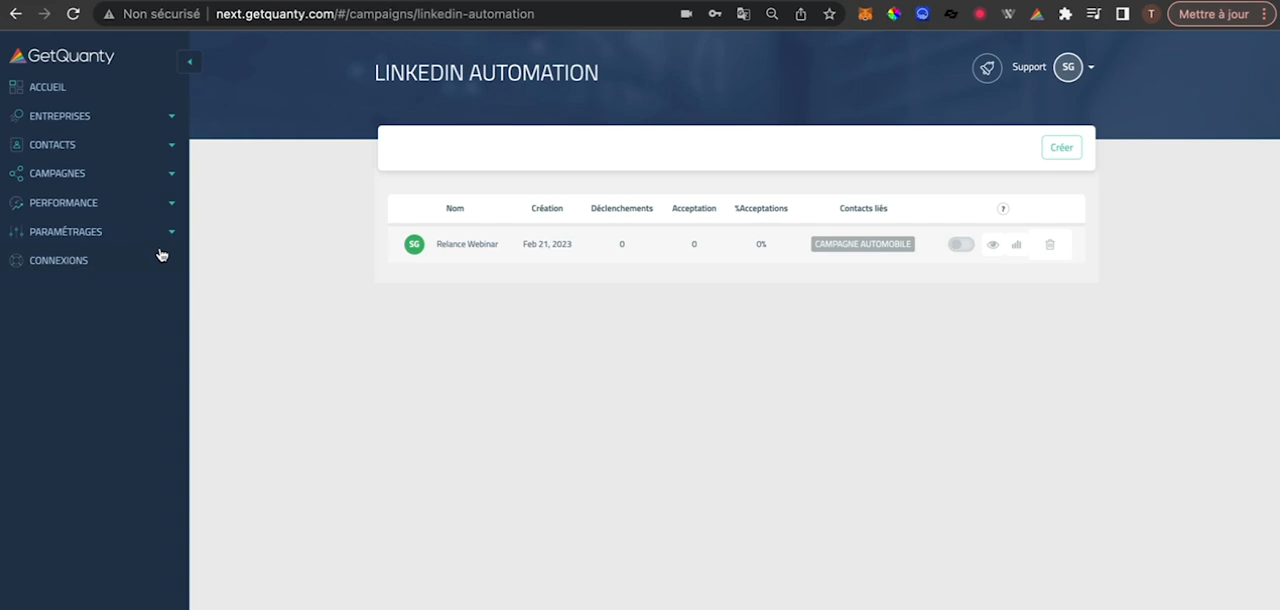 Non sécurisé | next.getquanty.com/#/campaigns/linkedin-automation
T Mettre à jour
GetQuanty
ACCUEIL
ENTREPRISES
CONTACTS
CAMPAGNES
PERFORMANCE
PARAMÉTRAGES
CONNEXIONS
LINKEDIN AUTOMATION
Support SG
Créer
Nom Création Déclenchements Acceptation %Acceptations Contacts liés ?
SG Relance Webinar Feb 21, 2023 0 0 0% CAMPAGNE AUTOMOBILE